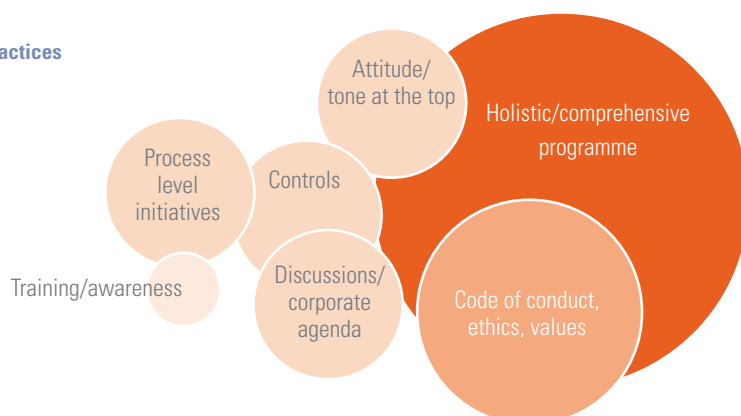 actices
Attitude/
tone at the top
Holistic/comprehensive
programme
Process
level
initiatives
Controls
Training/awareness
Discussions/
corporate
agenda
Code of conduct,
ethics, values